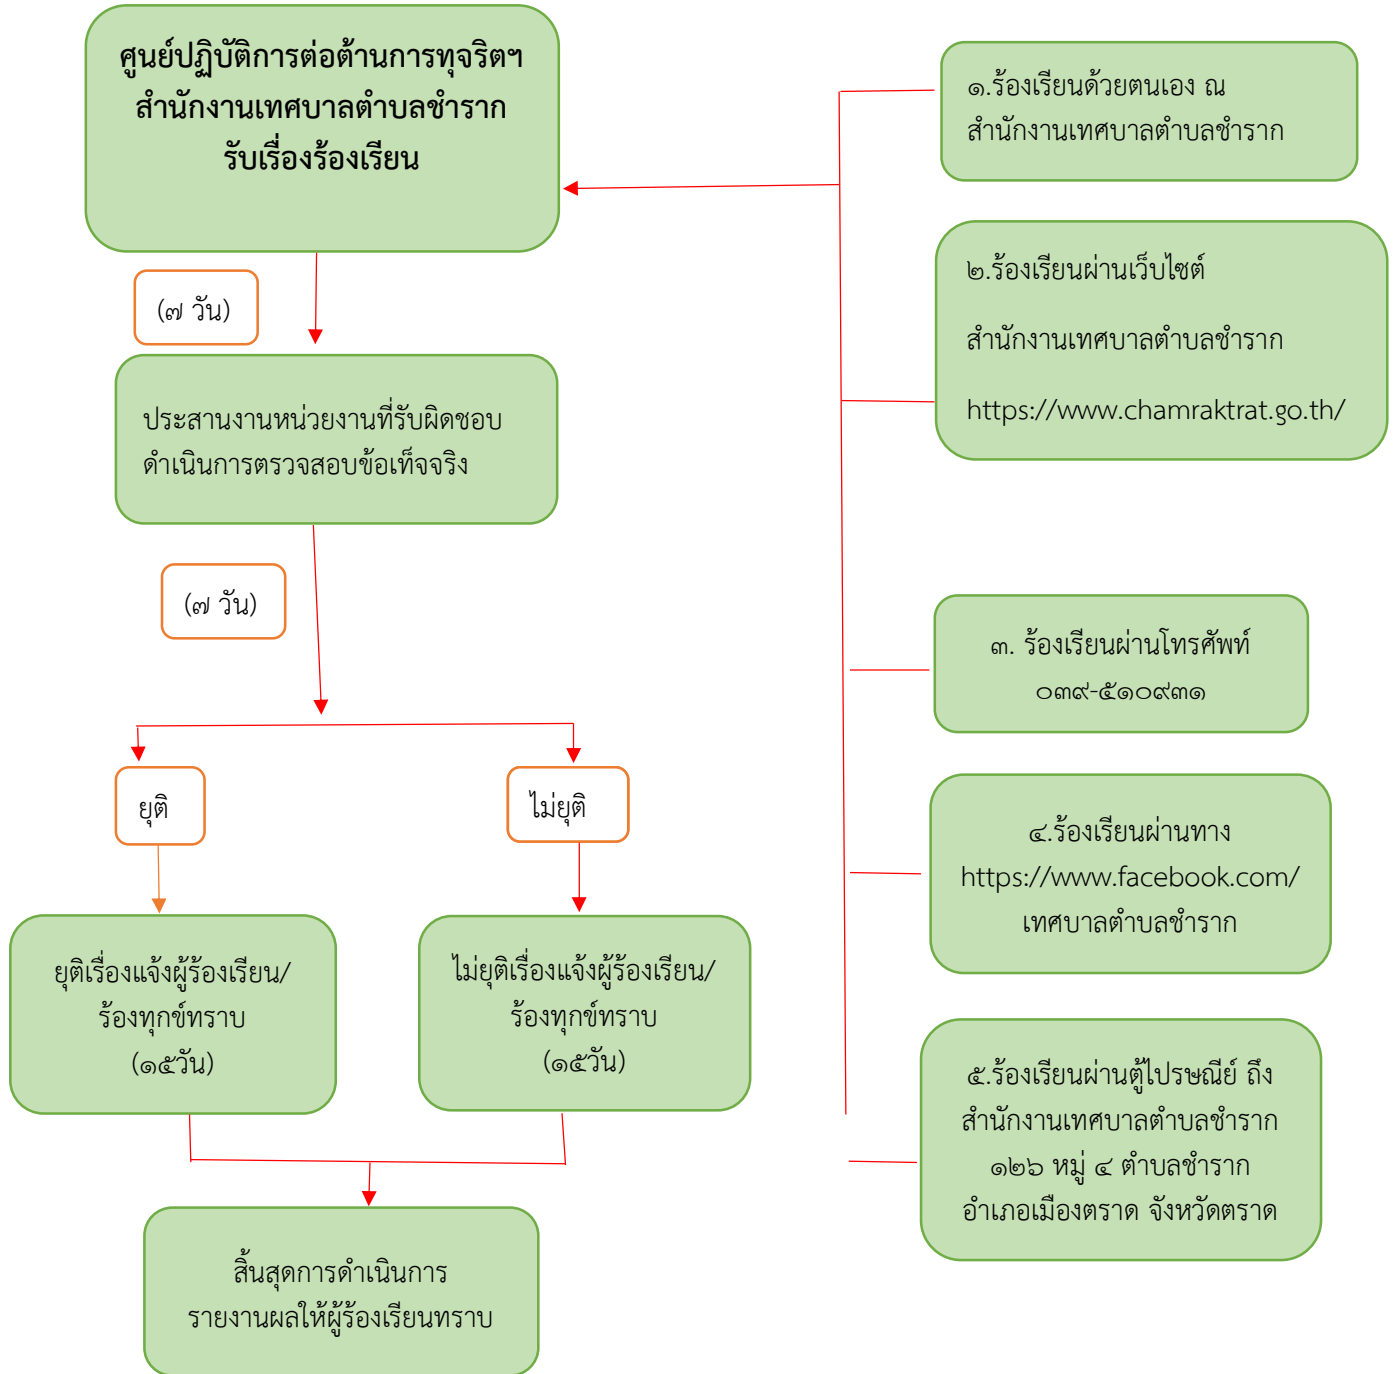 ศูนย์ปฏิบัติการต่อต้านการทุจริตฯ
สำนักงานเทศบาลตำบลชำราก
รับเรื่องร้องเรียน
(๗ วัน)
ประสานงานหน่วยงานที่รับผิดชอบ
ดำเนินการตรวจสอบข้อเท็จจริง
(๗ วัน)
ยุติ
ไม่ยุติ
ยุติเรื่องแจ้งผู้ร้องเรียน/
ร้องทุกข์ทราบ
(๑๕วัน)
ไม่ยุติเรื่องแจ้งผู้ร้องเรียน/
ร้องทุกข์ทราบ
(๑๕วัน)
สิ้นสุดการดำเนินการ
รายงานผลให้ผู้ร้องเรียนทราบ
๑.ร้องเรียนด้วยตนเอง ณ
สำนักงานเทศบาลตำบลชำราก
๒.ร้องเรียนผ่านเว็บไซต์
สำนักงานเทศบาลตำบลชำราก
https://www.chamraktrat.go.th/
๓. ร้องเรียนผ่านโทรศัพท์
๐๓๙-๕๑๐๙๓๑
๔.ร้องเรียนผ่านทาง
https://www.facebook.com/
เทศบาลตำบลชำราก
๕.ร้องเรียนผ่านตู้ไปรษณีย์ ถึง
สำนักงานเทศบาลตำบลชำราก
๑๒๖ หมู่ ๔ ตำบลชำราก
อำเภอเมืองตราด จังหวัดตราด